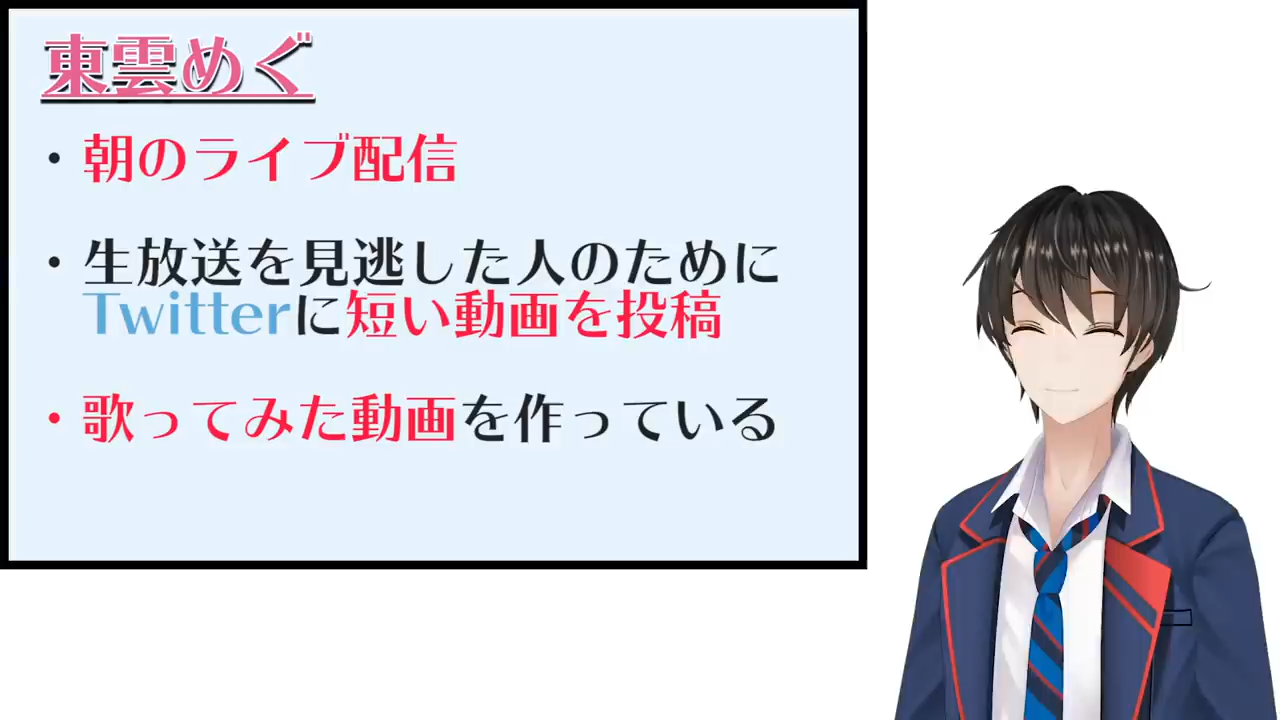 東雲めぐ
・朝のライブ配信
・生放送を見逃した人のために
Twitterに短い動画を投稿
・歌ってみた動画を作っている